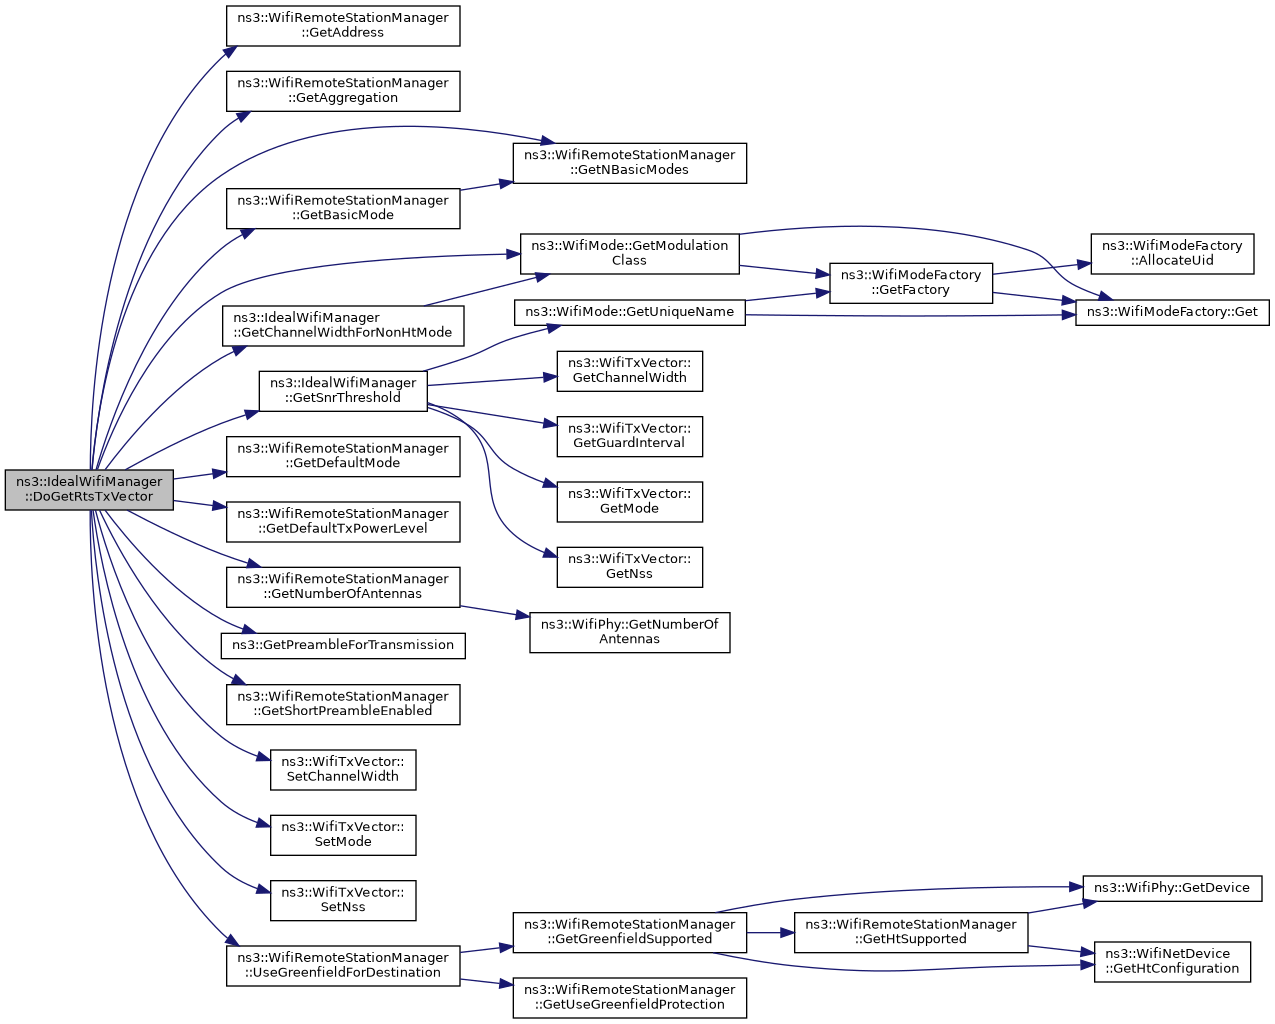 ns3::IdealWifiManager
::DoGetRtsTxVector
ns3::WifiRemoteStationManager
::GetAddress
ns3::WifiRemoteStationManager
::GetAggregation
ns3::WifiRemoteStationManager
::GetNBasicModes
ns3::WifiRemoteStationManager
::GetBasicMode
ns3::WifiMode::GetModulation
Class
ns3::WifiModeFactory
::GetFactory
ns3::WifiModeFactory
::AllocateUid
ns3::WifiModeFactory::Get
ns3::IdealWifiManager
::GetChannelWidthForNonHtMode
ns3::WifiMode::GetUniqueName
ns3::IdealWifiManager
::GetSnrThreshold
ns3::WifiTxVector::
GetChannelWidth
ns3::WifiTxVector::
GetGuardInterval
ns3::WifiTxVector::
GetMode
ns3::WifiTxVector::
GetNss
ns3::WifiRemoteStationManager
::GetDefaultMode
ns3::WifiRemoteStationManager
::GetDefaultTxPowerLevel
ns3::WifiRemoteStationManager
::GetNumberOfAntennas
ns3::WifiPhy::GetNumberOf
Antennas
ns3::GetPreambleForTransmission
ns3::WifiRemoteStationManager
::GetShortPreambleEnabled
ns3::WifiTxVector::
SetChannelWidth
ns3::WifiTxVector::
SetMode
ns3::WifiTxVector::
SetNss
ns3::WifiRemoteStationManager
::UseGreenfieldForDestination
ns3::WifiRemoteStationManager
::GetGreenfieldSupported
ns3::WifiRemoteStationManager
::GetHtSupported
ns3::WifiPhy::GetDevice
ns3::WifiNetDevice
::GetHtConfiguration
ns3::WifiRemoteStationManager
::GetUseGreenfieldProtection